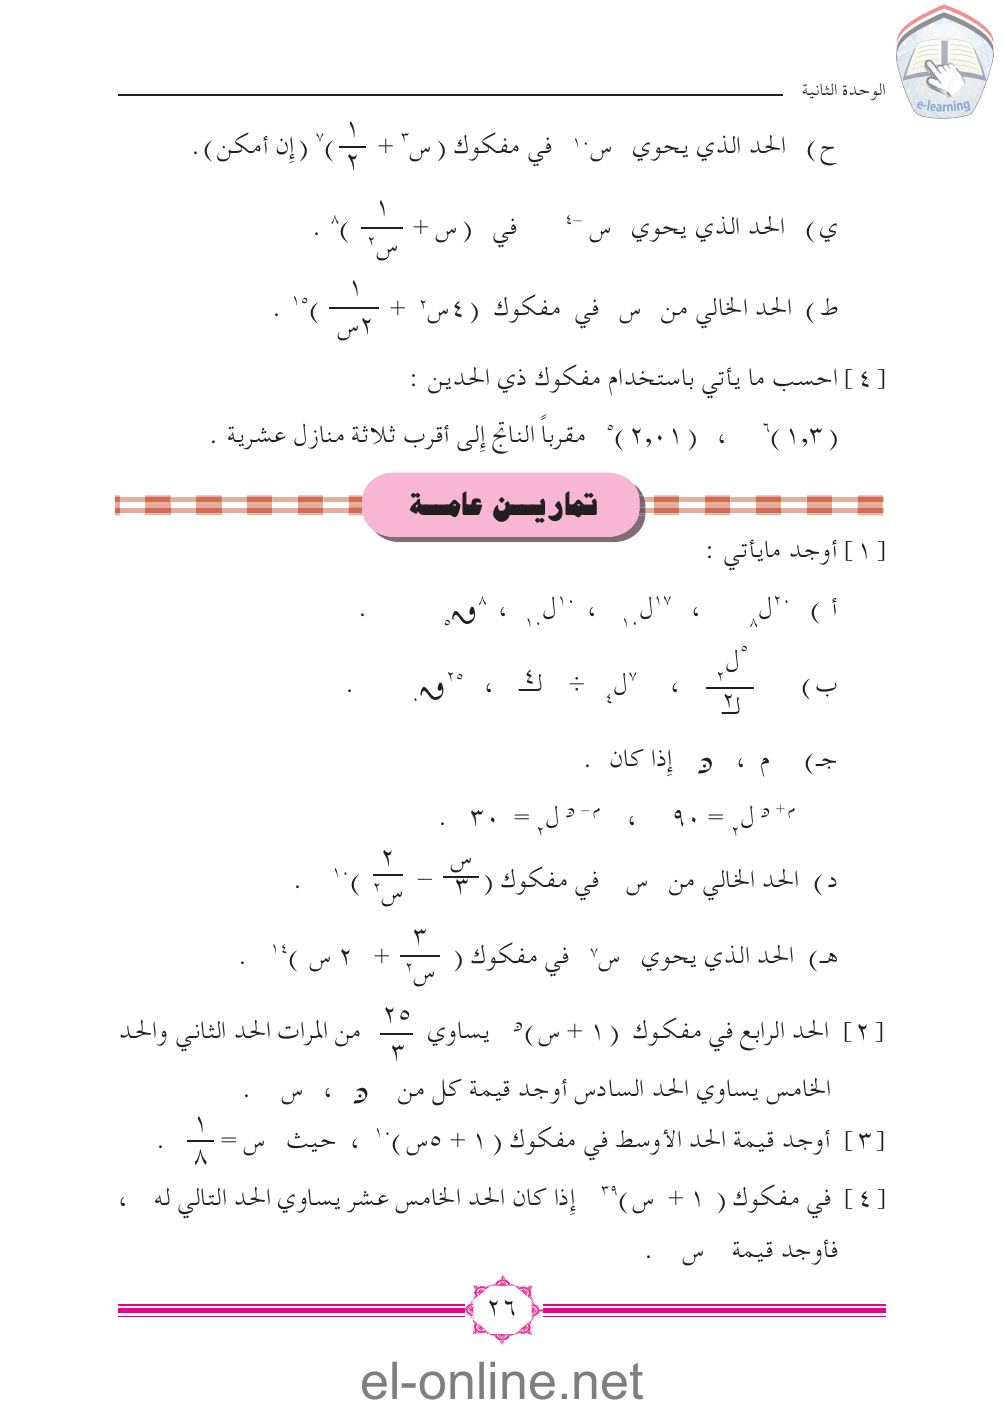 e-learning
الوحدة الثانية
ح) الحد الذي يحوي س^١٠ في مفكوك (س^٣ + ١/٢)^٧ (إن أمكن).
ي) الحد الذي يحوي س^-٤ في (س + ١/س^٢)^٨ .
ط) الحد الخالي من س في مفكوك (٤س^٢ + ١/٢س)^١٥ .
[٤] احسب ما يأتي باستخدام مفكوك ذي الحدين :
(١,٣)^٦ ، (٢,٠١)^٥ مقرباً الناتج إلى أقرب ثلاثة منازل عشرية .
تمارين عامة
[١] أوجد مايأتي :
أ) ^٢٠ل_٨ ، ^١٧ل_١٠ ، ^١٠ل_١٠ ، ^٨ق_٥ .
ب) ^٥ل_٢ / ٢ ، ^٧ل_٤ ÷ ٤ ، ^٢٥ق_٠ .
جـ) م ، ن إذا كان .
^م+ن ل_٢ = ٩٠ ، ^م-ن ل_٢ = ٣٠ .
د) الحد الخالي من س في مفكوك (س/٣ − ٢/س^٢)^١٠ .
هـ) الحد الذي يحوي س^٧ في مفكوك (٣/س^٢ + ٢ س)^١٤ .
[٢] الحد الرابع في مفكوك (١ + س)^ن يساوي ٢٥/٣ من المرات الحد الثاني والحد
الخامس يساوي الحد السادس أوجد قيمة كل من ن ، س .
[٣] أوجد قيمة الحد الأوسط في مفكوك (١ + ٥س)^١٠ ، حيث س = ١/٨ .
[٤] في مفكوك (١ + س)^٣٩ إذا كان الحد الخامس عشر يساوي الحد التالي له ،
فأوجد قيمة س .
٢٦
el-online.net